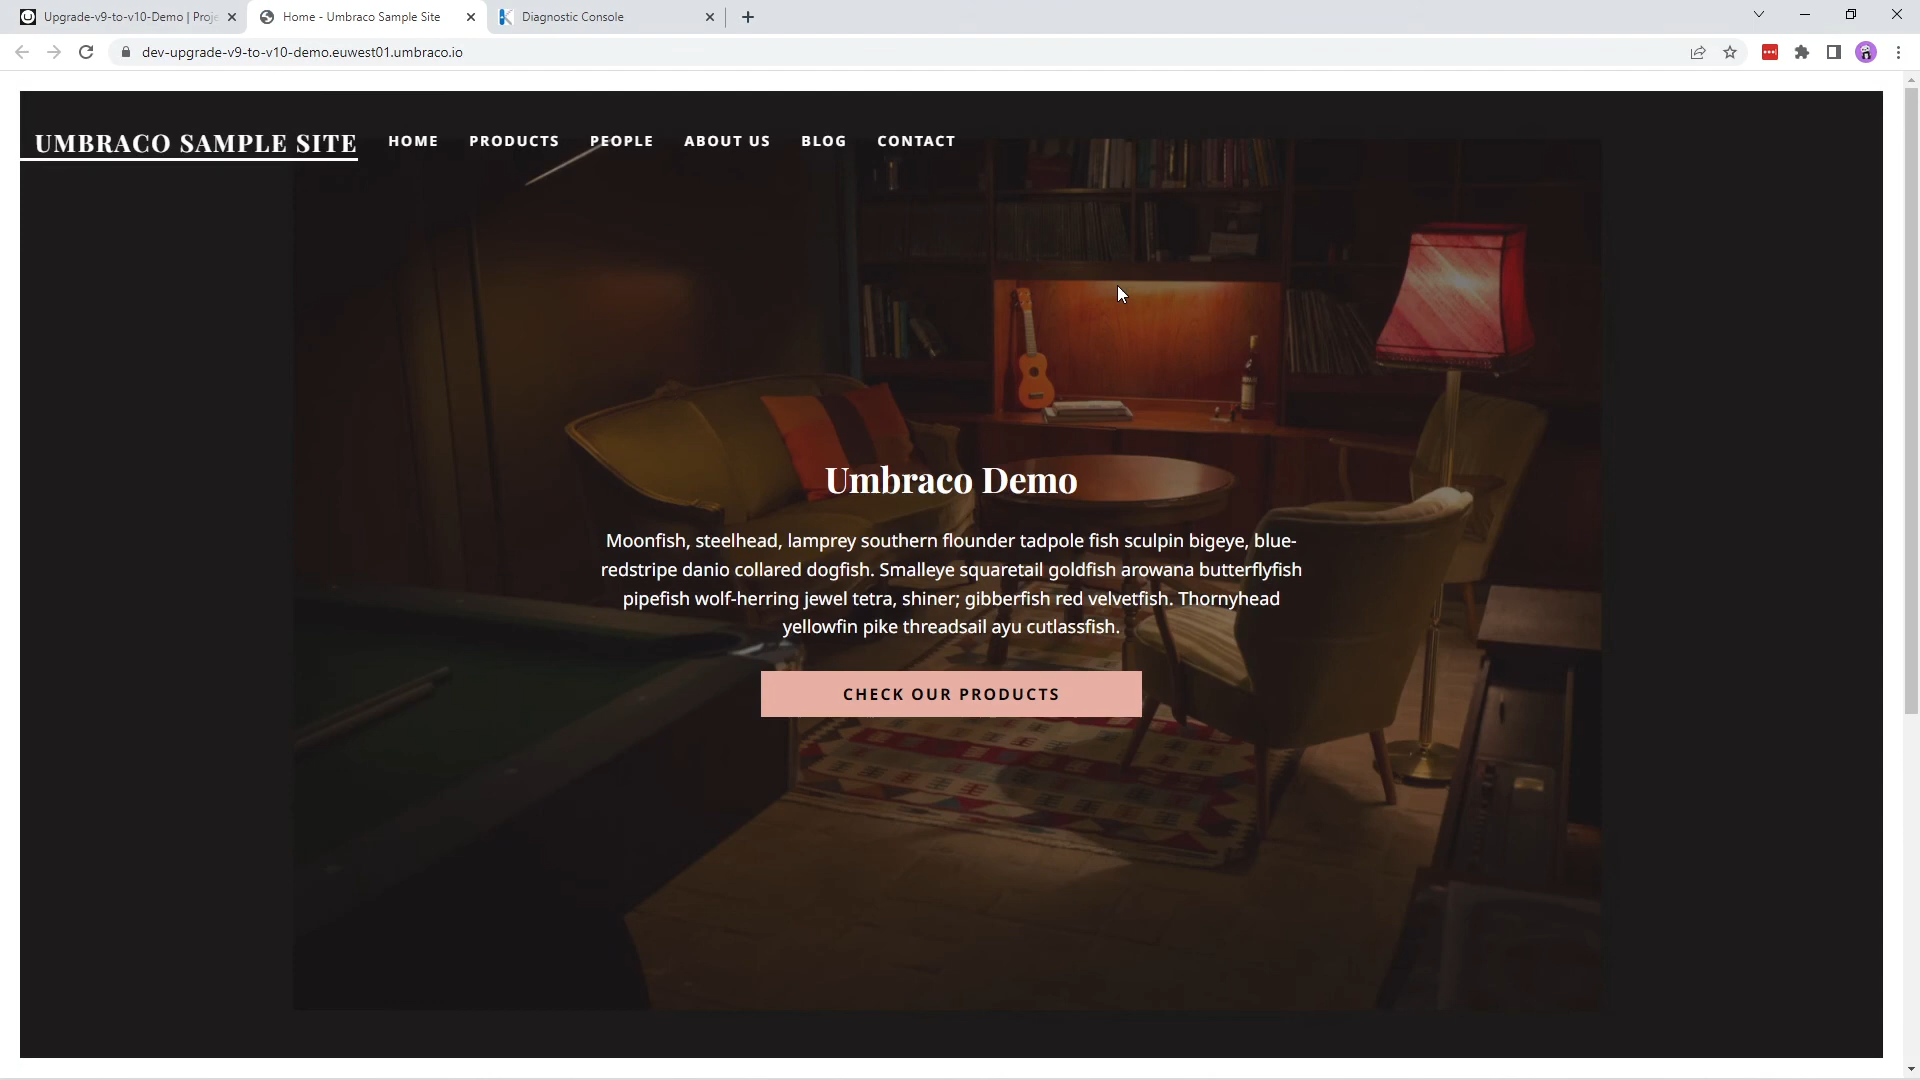 Upgrade-v9-to-v10-Demo | Proje
Home - Umbraco Sample Site
Diagnostic Console
dev-upgrade-v9-to-v10-demo.euwest01.umbraco.io
UMBRACO SAMPLE SITE HOME PRODUCTS PEOPLE ABOUT US BLOG CONTACT
Umbraco Demo
Moonfish, steelhead, lamprey southern flounder tadpole fish sculpin bigeye, blue-
redstripe danio collared dogfish. Smalleye squaretail goldfish arowana butterflyfish
pipefish wolf-herring jewel tetra, shiner; gibberfish red velvetfish. Thornyhead
yellowfin pike threadsail ayu cutlassfish.
CHECK OUR PRODUCTS